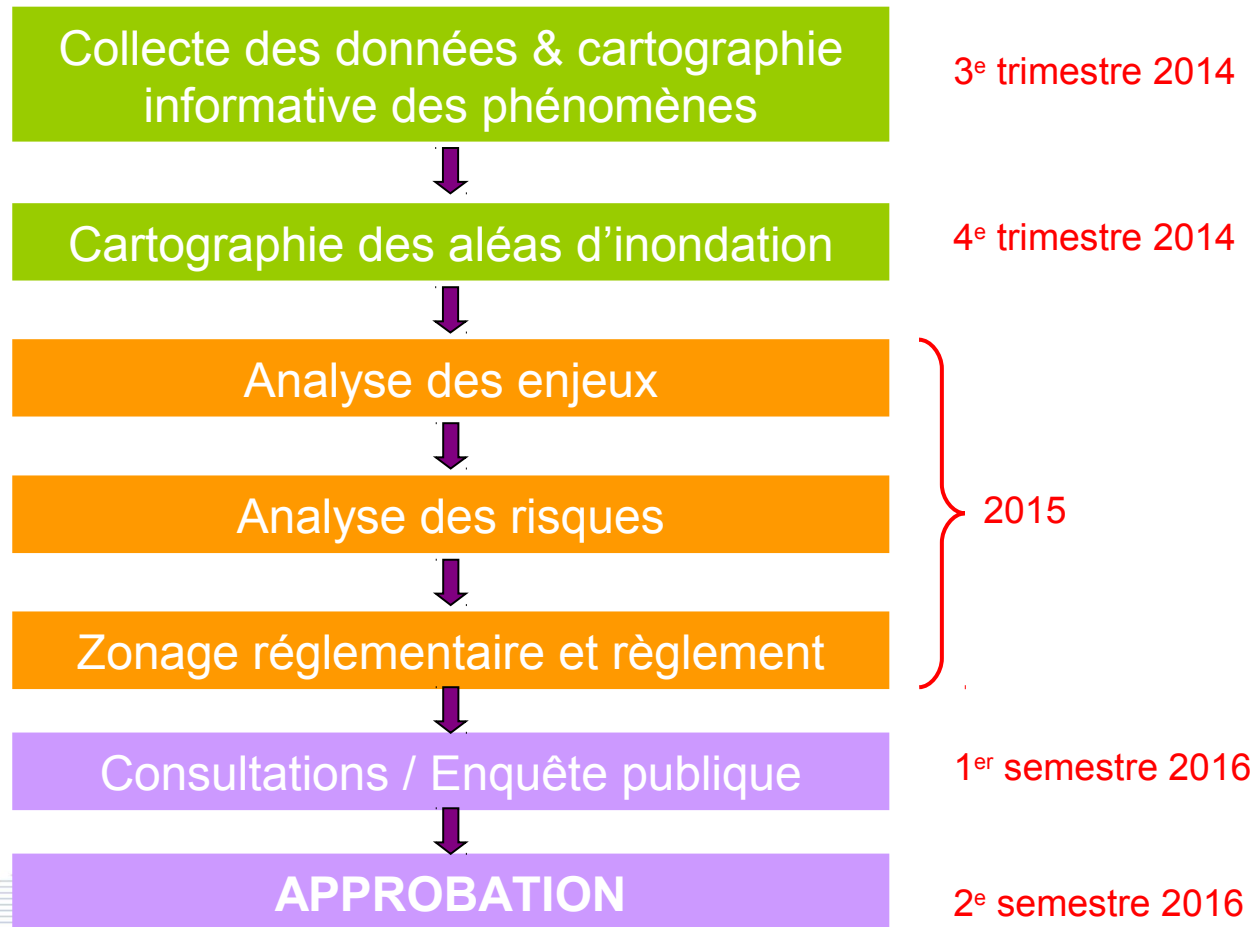 Collecte des données & cartographie
informative des phénomènes
3e trimestre 2014
Cartographie des aléas d’inondation
4e trimestre 2014
Analyse des enjeux
Analyse des risques
2015
Zonage réglementaire et règlement
Consultations / Enquête publique
1er semestre 2016
APPROBATION
2e semestre 2016